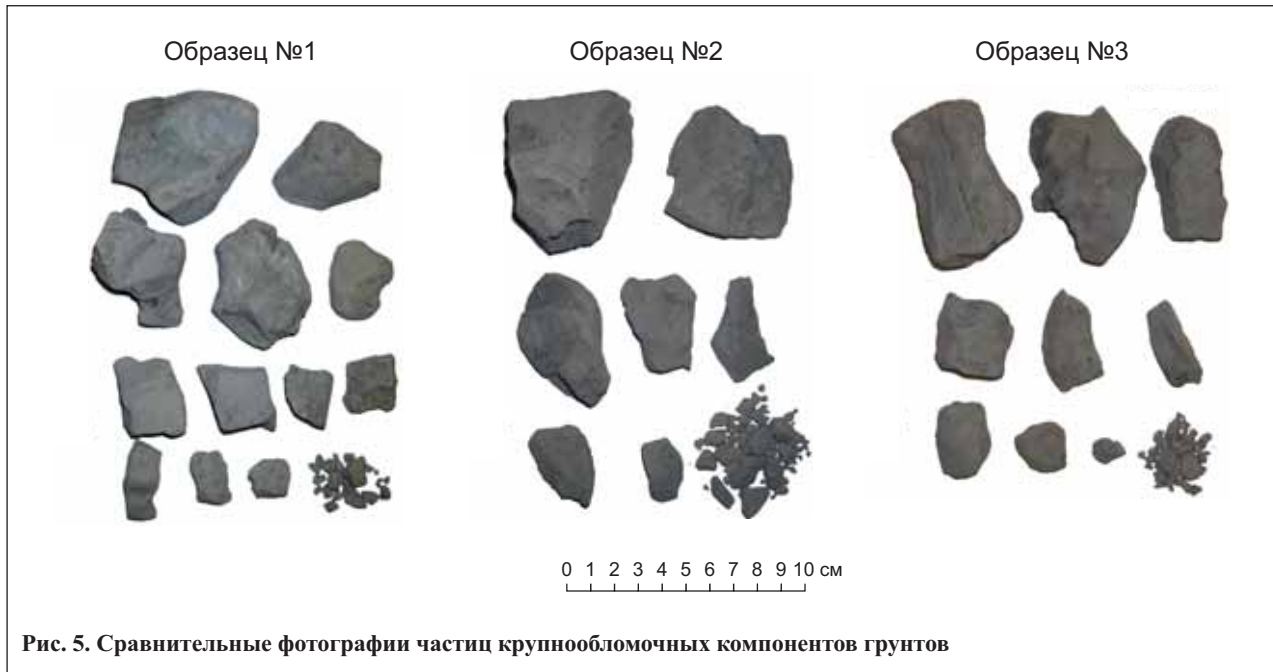 Образец №1
Образец №2
Образец №3
0 1 2 3 4 5 6 7 8 9 10 см
Рис. 5. Сравнительные фотографии частиц крупнообломочных компонентов грунтов